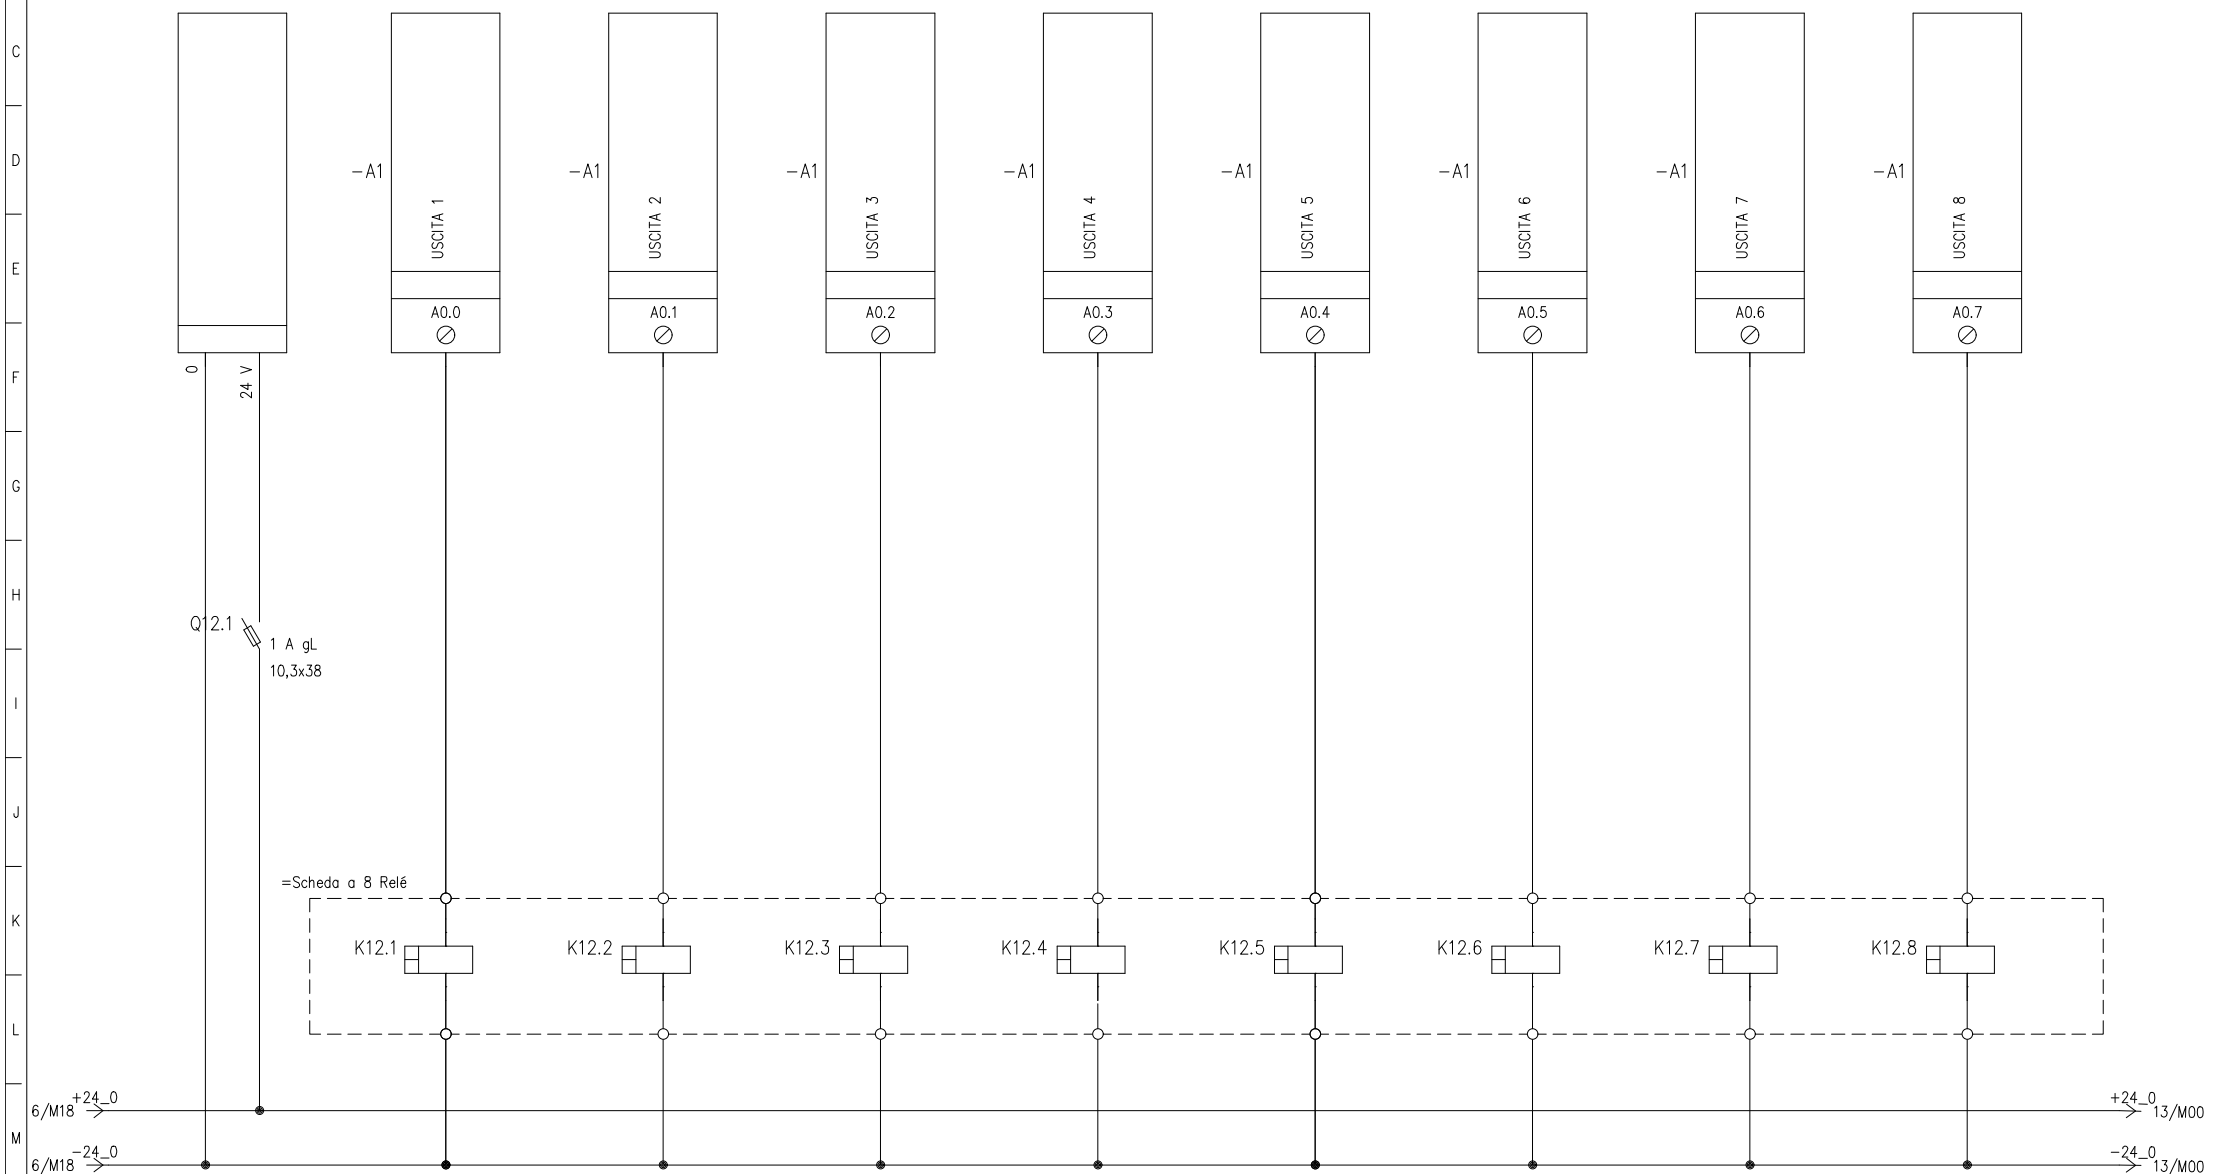 C
D
-A1 -A1 -A1 -A1 -A1 -A1 -A1 -A1
USCITA 1 USCITA 2 USCITA 3 USCITA 4 USCITA 5 USCITA 6 USCITA 7 USCITA 8
E
A0.0 A0.1 A0.2 A0.3 A0.4 A0.5 A0.6 A0.7
F
0 24 V
G
H
Q12.1
1 A gL
10,3x38
I
J
=Scheda a 8 Relé
K
K12.1 K12.2 K12.3 K12.4 K12.5 K12.6 K12.7 K12.8
L
+24_0 +24_0
6/M18 13/M00
M
-24_0 -24_0
6/M18 13/M00